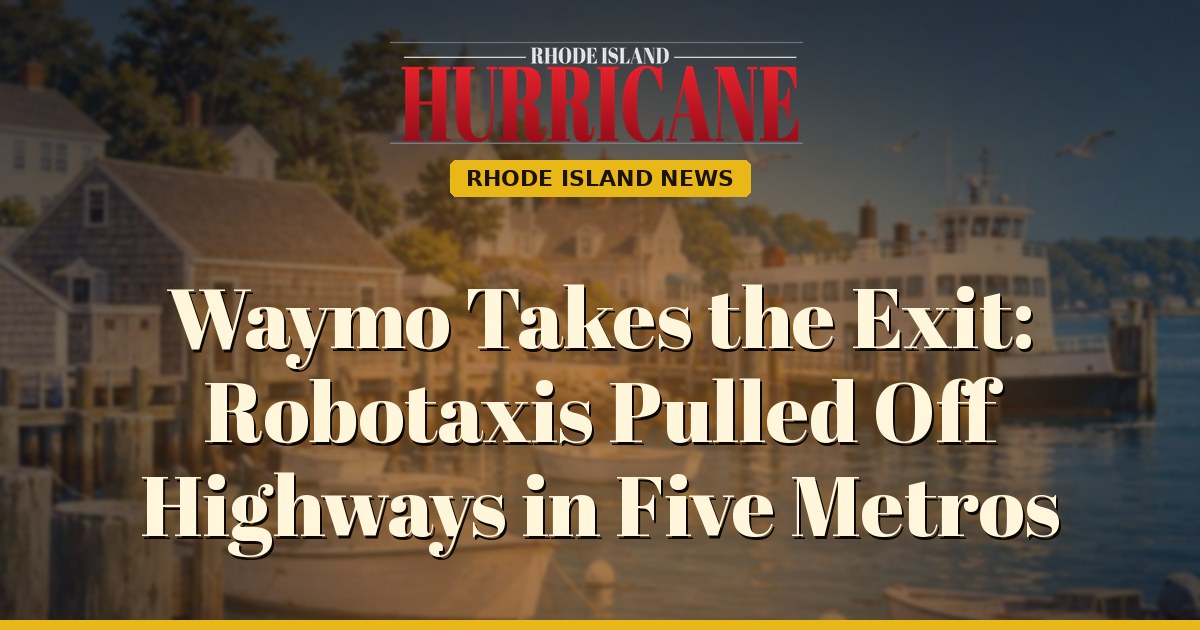 RHODE ISLAND
HURRICANE
RHODE ISLAND NEWS
Waymo Takes the Exit:
Robotaxis Pulled Off
Highways in Five Metros